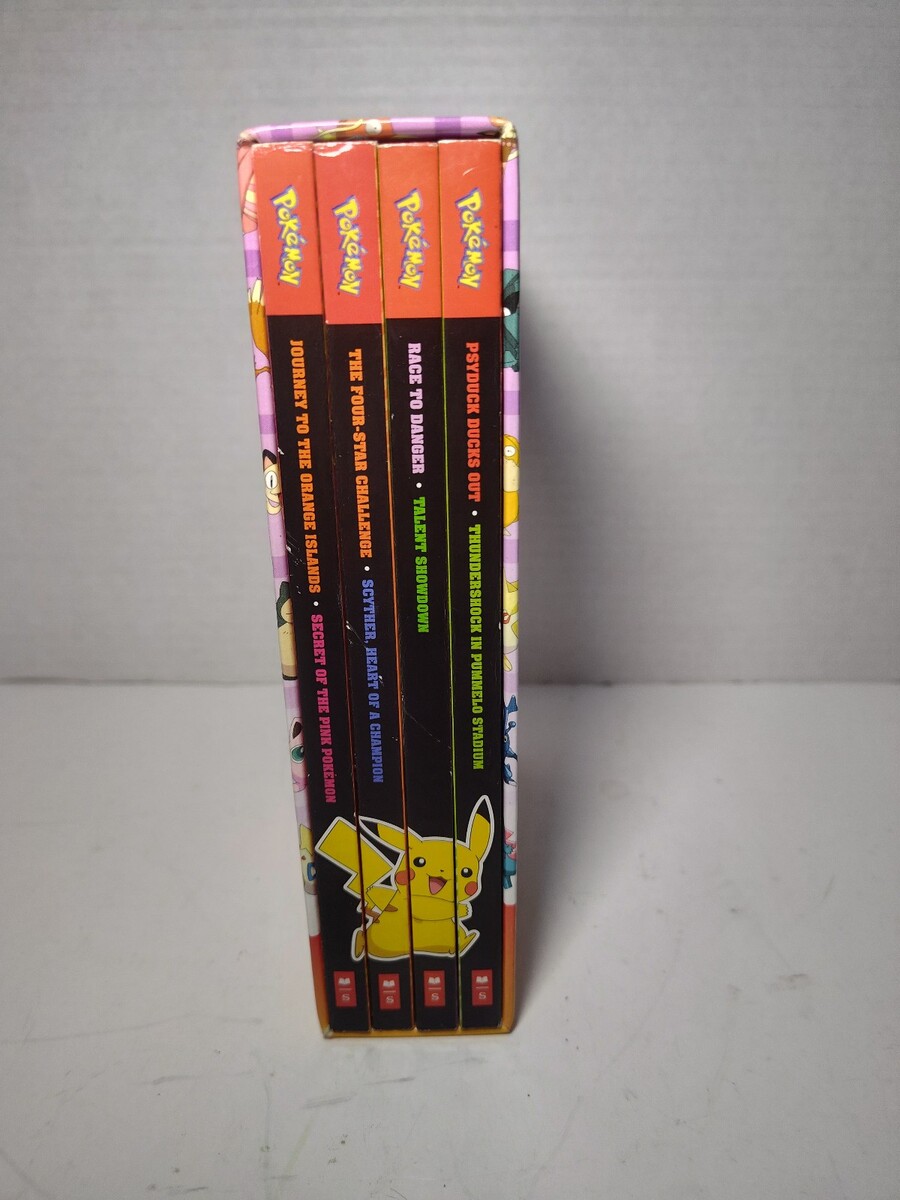 POKéMON
JOURNEY TO THE ORANGE ISLANDS • SECRET OF THE PINK POKEMON
S
POKéMON
THE FOUR-STAR CHALLENGE • SCYTHER, HEART OF A CHAMPION
S
POKéMON
RACE TO DANGER • TALENT SHOWDOWN
S
POKéMON
PSYDUCK DUCKS OUT • THUNDERSHOCK IN PUMMELO STADIUM
S